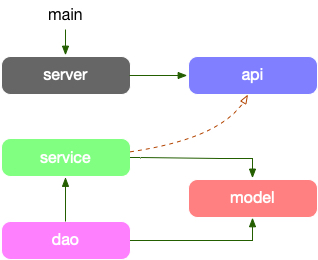 main
server
api
service
model
dao